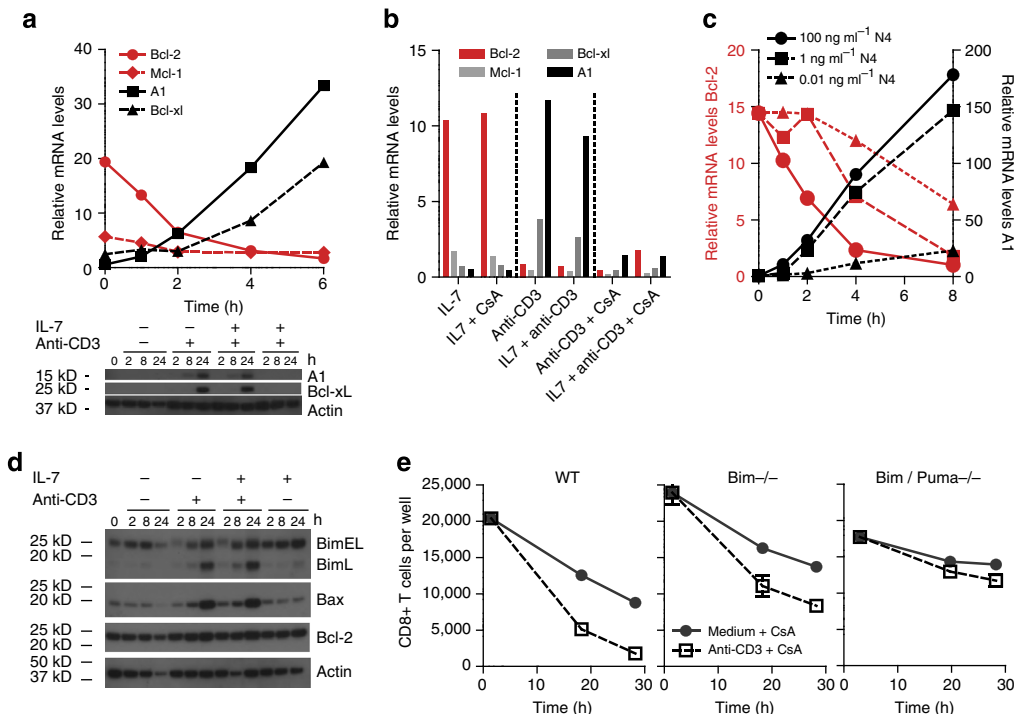 a
Relative mRNA levels
40
30
20
10
0
Bcl-2
Mcl-1
A1
Bcl-xl
0 2 4 6
Time (h)
IL-7 – – + +
Anti-CD3 – + + –
0 2 8 24 2 8 24 2 8 24 2 8 24 h
15 kD - A1
25 kD - Bcl-xL
37 kD - Actin
b
Relative mRNA levels
15
10
5
0
Bcl-2 Bcl-xl
Mcl-1 A1
IL-7
IL7 + CsA
Anti-CD3
IL7 + anti-CD3
Anti-CD3 + CsA
IL7 + anti-CD3 + CsA
c
100 ng ml⁻¹ N4
1 ng ml⁻¹ N4
0.01 ng ml⁻¹ N4
Relative mRNA levels Bcl-2
20
15
10
5
0
200
150
100
50
0
Relative mRNA levels A1
0 2 4 6 8
Time (h)
d
IL-7 – – + +
Anti-CD3 – + + –
0 2 8 24 2 8 24 2 8 24 2 8 24 h
25 kD – BimEL
20 kD –
BimL
25 kD –
20 kD – Bax
25 kD – Bcl-2
20 kD –
50 kD –
37 kD – Actin
e
WT Bim–/– Bim / Puma–/–
CD8+ T cells per well
25,000
20,000
15,000
10,000
5,000
0
Medium + CsA
Anti-CD3 + CsA
0 10 20 30 0 10 20 30 0 10 20 30
Time (h) Time (h) Time (h)